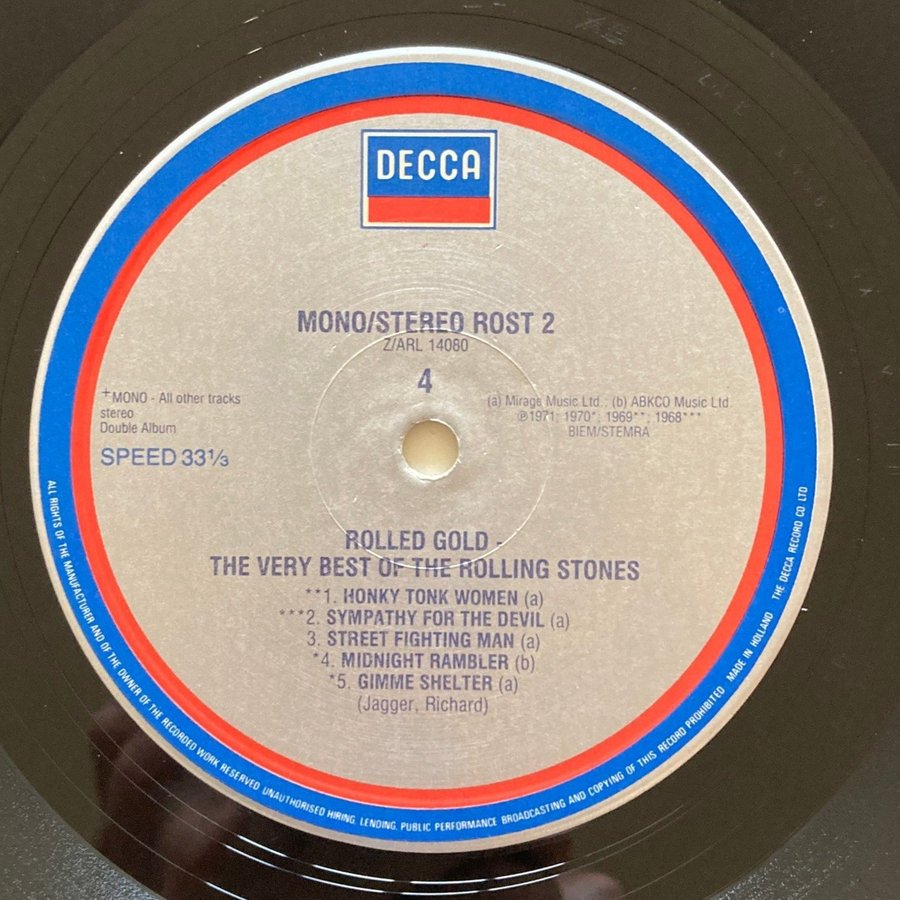 DECCA
MONO/STEREO ROST 2
Z/ARL 14080
4
+MONO - All other tracks
stereo
Double Album
SPEED 33⅓
(a) Mirage Music Ltd.; (b) ABKCO Music Ltd.
℗1971; 1970*; 1969**; 1968***
BIEM/STEMRA
ROLLED GOLD -
THE VERY BEST OF THE ROLLING STONES
**1. HONKY TONK WOMEN (a)
***2. SYMPATHY FOR THE DEVIL (a)
3. STREET FIGHTING MAN (a)
*4. MIDNIGHT RAMBLER (b)
*5. GIMME SHELTER (a)
(Jagger, Richard)
ALL RIGHTS OF THE MANUFACTURER AND OF THE OWNER OF THE RECORDED WORK RESERVED UNAUTHORISED HIRING, LENDING, PUBLIC PERFORMANCE BROADCASTING AND COPYING OF THIS RECORD PROHIBITED MADE IN HOLLAND THE DECCA RECORD CO LTD